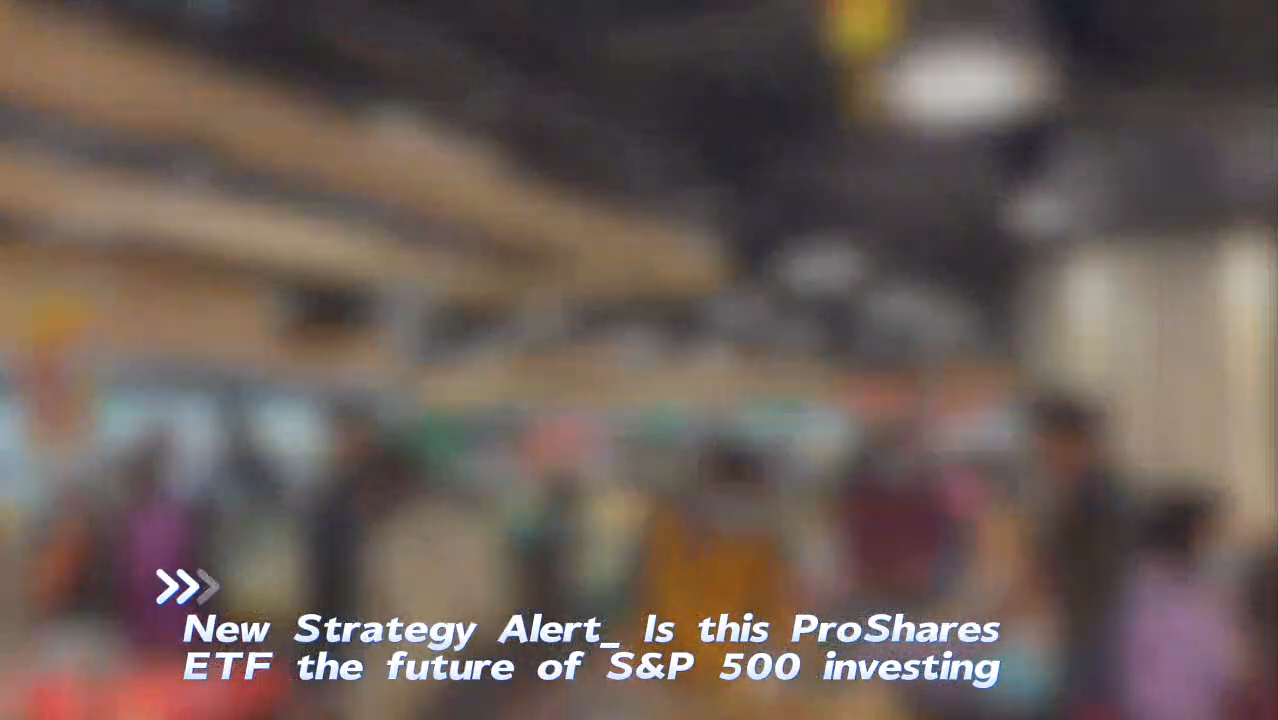 New Strategy Alert_ Is this ProShares
ETF the future of S&P 500 investing